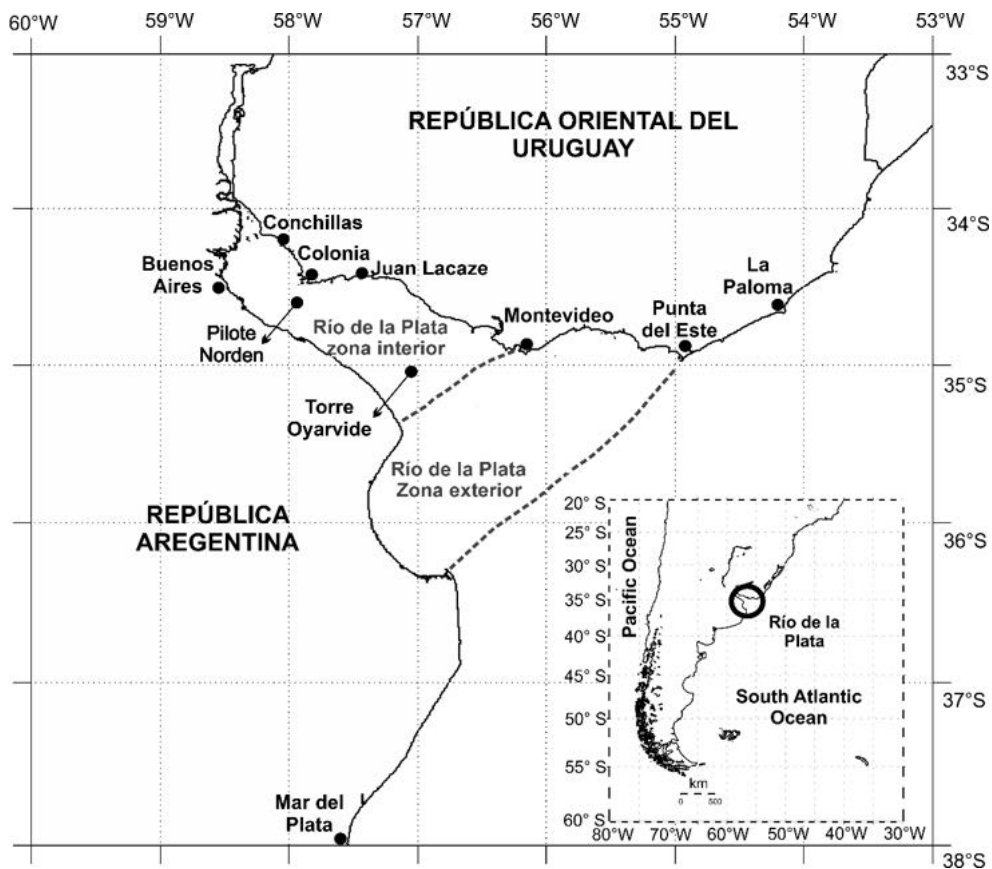 60°W 59°W 58°W 57°W 56°W 55°W 54°W 53°W
33°S
REPÚBLICA ORIENTAL DEL
URUGUAY
34°S
Conchillas
Colonia
Juan Lacaze
Buenos
Aires
La
Paloma
Montevideo
Punta
del Este
Pilote
Norden
Río de la Plata
zona interior
35°S
Torre
Oyarvide
Río de la Plata
Zona exterior
REPÚBLICA
AREGENTINA
36°S
37°S
Mar del
Plata
38°S
20° S
25° S
30° S
35° S
40° S
45° S
50° S
55° S
60° S
Pacific Ocean
Río de la
Plata
South Atlantic
Ocean
km
0 500
80°W 70°W 60°W 50°W 40°W 30°W